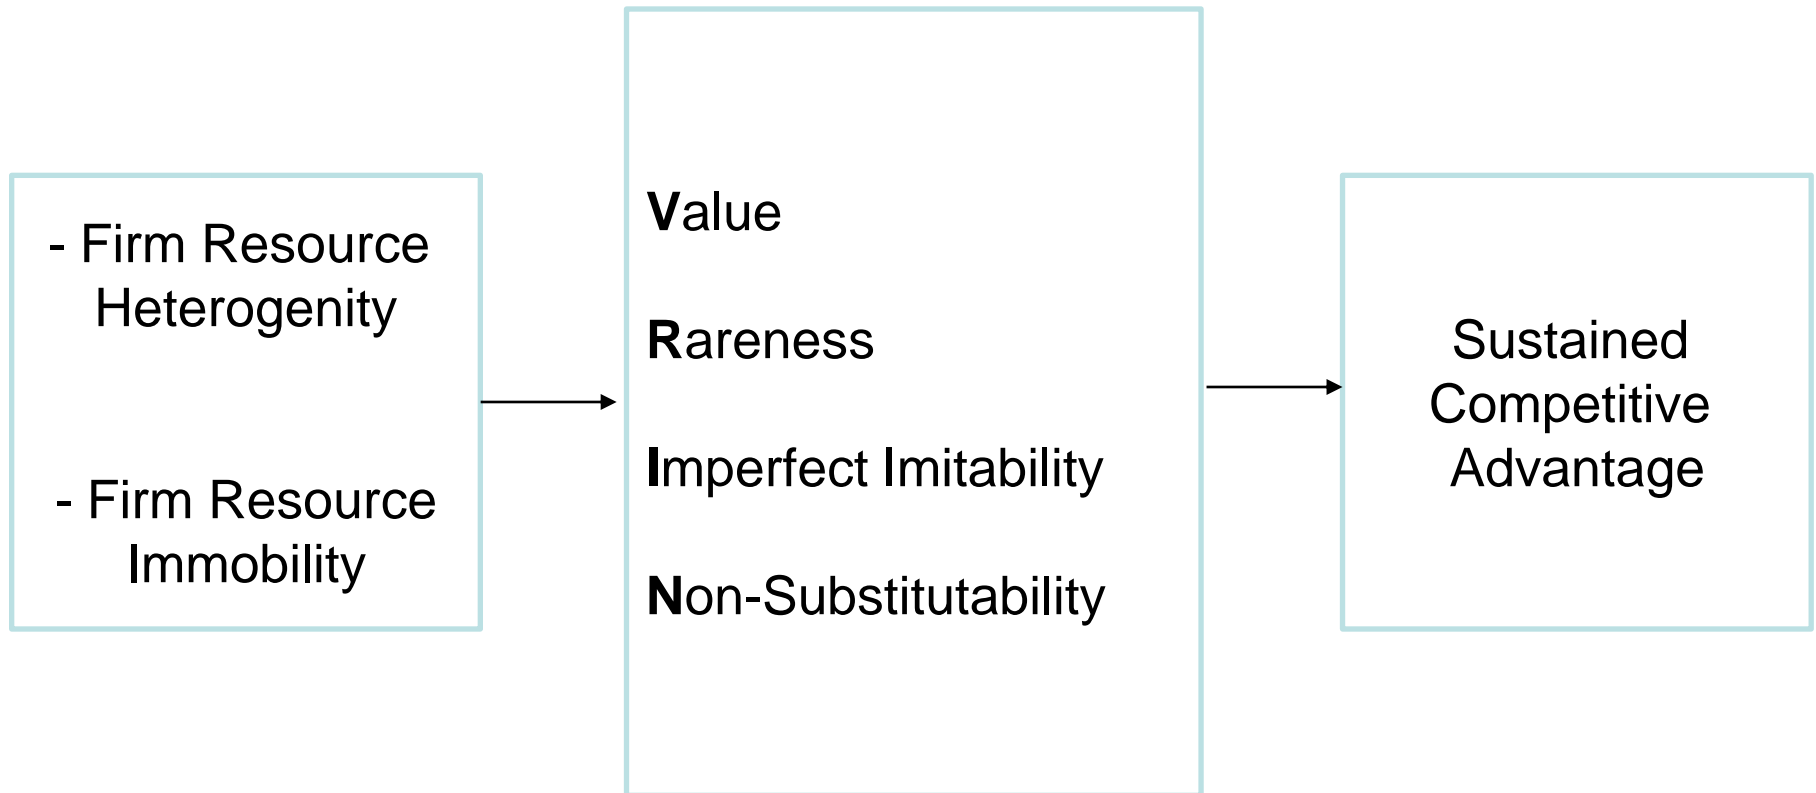 - Firm Resource
Heterogenity
- Firm Resource
Immobility
Value
Rareness
Imperfect Imitability
Non-Substitutability
Sustained
Competitive
Advantage